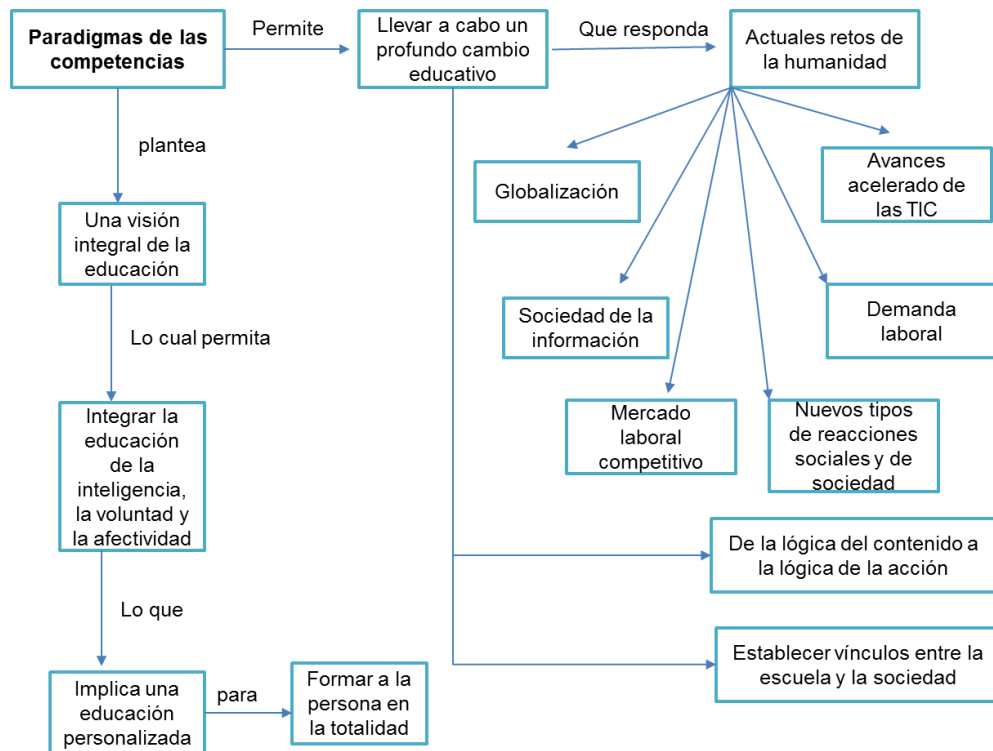 Paradigmas de las
competencias
Permite
Llevar a cabo un
profundo cambio
educativo
Que responda
Actuales retos de
la humanidad
plantea
Globalización
Avances
acelerado de
las TIC
Una visión
integral de la
educación
Sociedad de la
información
Demanda
laboral
Lo cual permita
Mercado
laboral
competitivo
Nuevos tipos
de reacciones
sociales y de
sociedad
Integrar la
educación
de la
inteligencia,
la voluntad y
la afectividad
De la lógica del contenido a
la lógica de la acción
Lo que
Establecer vínculos entre la
escuela y la sociedad
Implica una
educación
personalizada
para
Formar a la
persona en
la totalidad